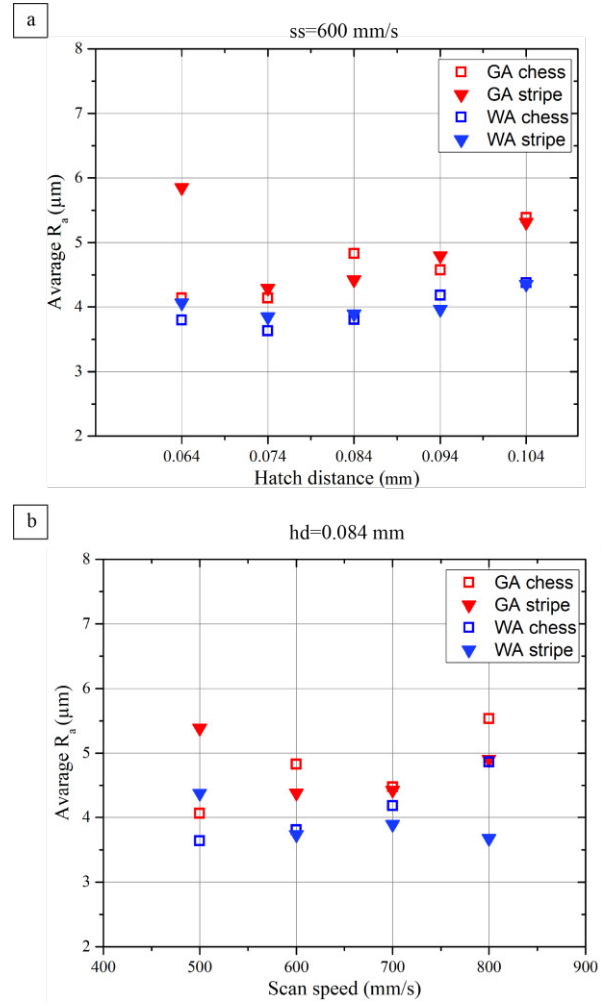 a
ss=600 mm/s
8
7
6
5
4
3
2
Avarage Ra (μm)
GA chess
GA stripe
WA chess
WA stripe
0.064 0.074 0.084 0.094 0.104
Hatch distance (mm)
b
hd=0.084 mm
8
7
6
5
4
3
2
Avarage Ra (μm)
GA chess
GA stripe
WA chess
WA stripe
400 500 600 700 800 900
Scan speed (mm/s)